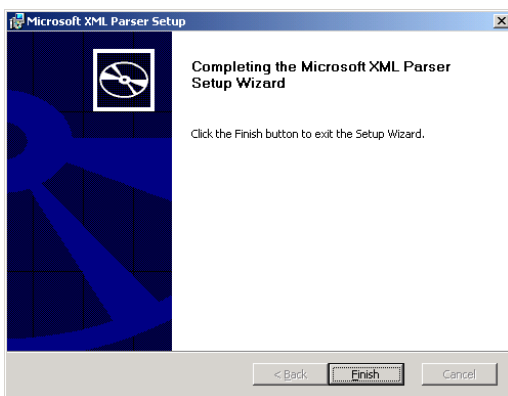 Microsoft XML Parser Setup
Completing the Microsoft XML Parser
Setup Wizard
Click the Finish button to exit the Setup Wizard.
< Back
Finish
Cancel